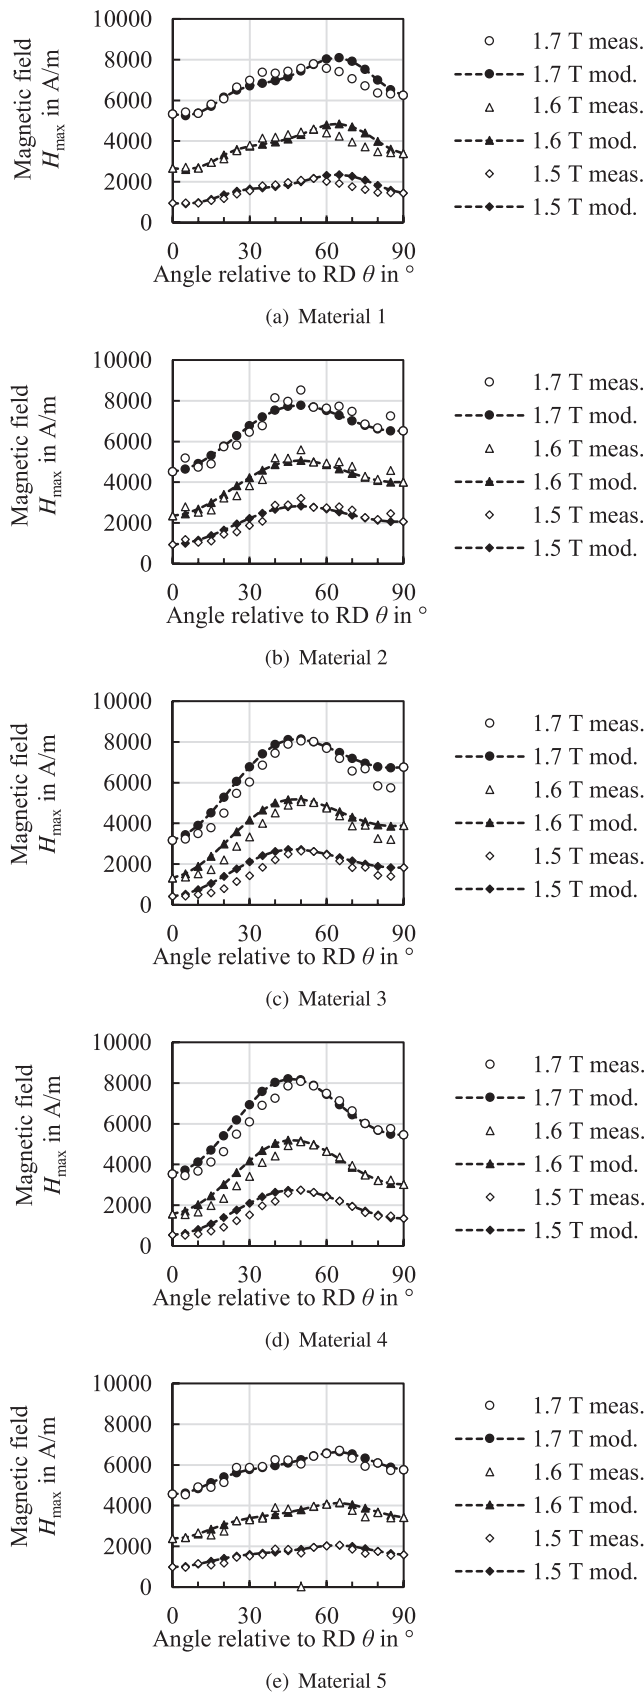 Magnetic field
H_max in A/m
10000
8000
6000
4000
2000
0
0 30 60 90
Angle relative to RD θ in °
1.7 T meas.
1.7 T mod.
1.6 T meas.
1.6 T mod.
1.5 T meas.
1.5 T mod.
(a) Material 1
Magnetic field
H_max in A/m
10000
8000
6000
4000
2000
0
0 30 60 90
Angle relative to RD θ in °
1.7 T meas.
1.7 T mod.
1.6 T meas.
1.6 T mod.
1.5 T meas.
1.5 T mod.
(b) Material 2
Magnetic field
H_max in A/m
10000
8000
6000
4000
2000
0
0 30 60 90
Angle relative to RD θ in °
1.7 T meas.
1.7 T mod.
1.6 T meas.
1.6 T mod.
1.5 T meas.
1.5 T mod.
(c) Material 3
Magnetic field
H_max in A/m
10000
8000
6000
4000
2000
0
0 30 60 90
Angle relative to RD θ in °
1.7 T meas.
1.7 T mod.
1.6 T meas.
1.6 T mod.
1.5 T meas.
1.5 T mod.
(d) Material 4
Magnetic field
H_max in A/m
10000
8000
6000
4000
2000
0
0 30 60 90
Angle relative to RD θ in °
1.7 T meas.
1.7 T mod.
1.6 T meas.
1.6 T mod.
1.5 T meas.
1.5 T mod.
(e) Material 5